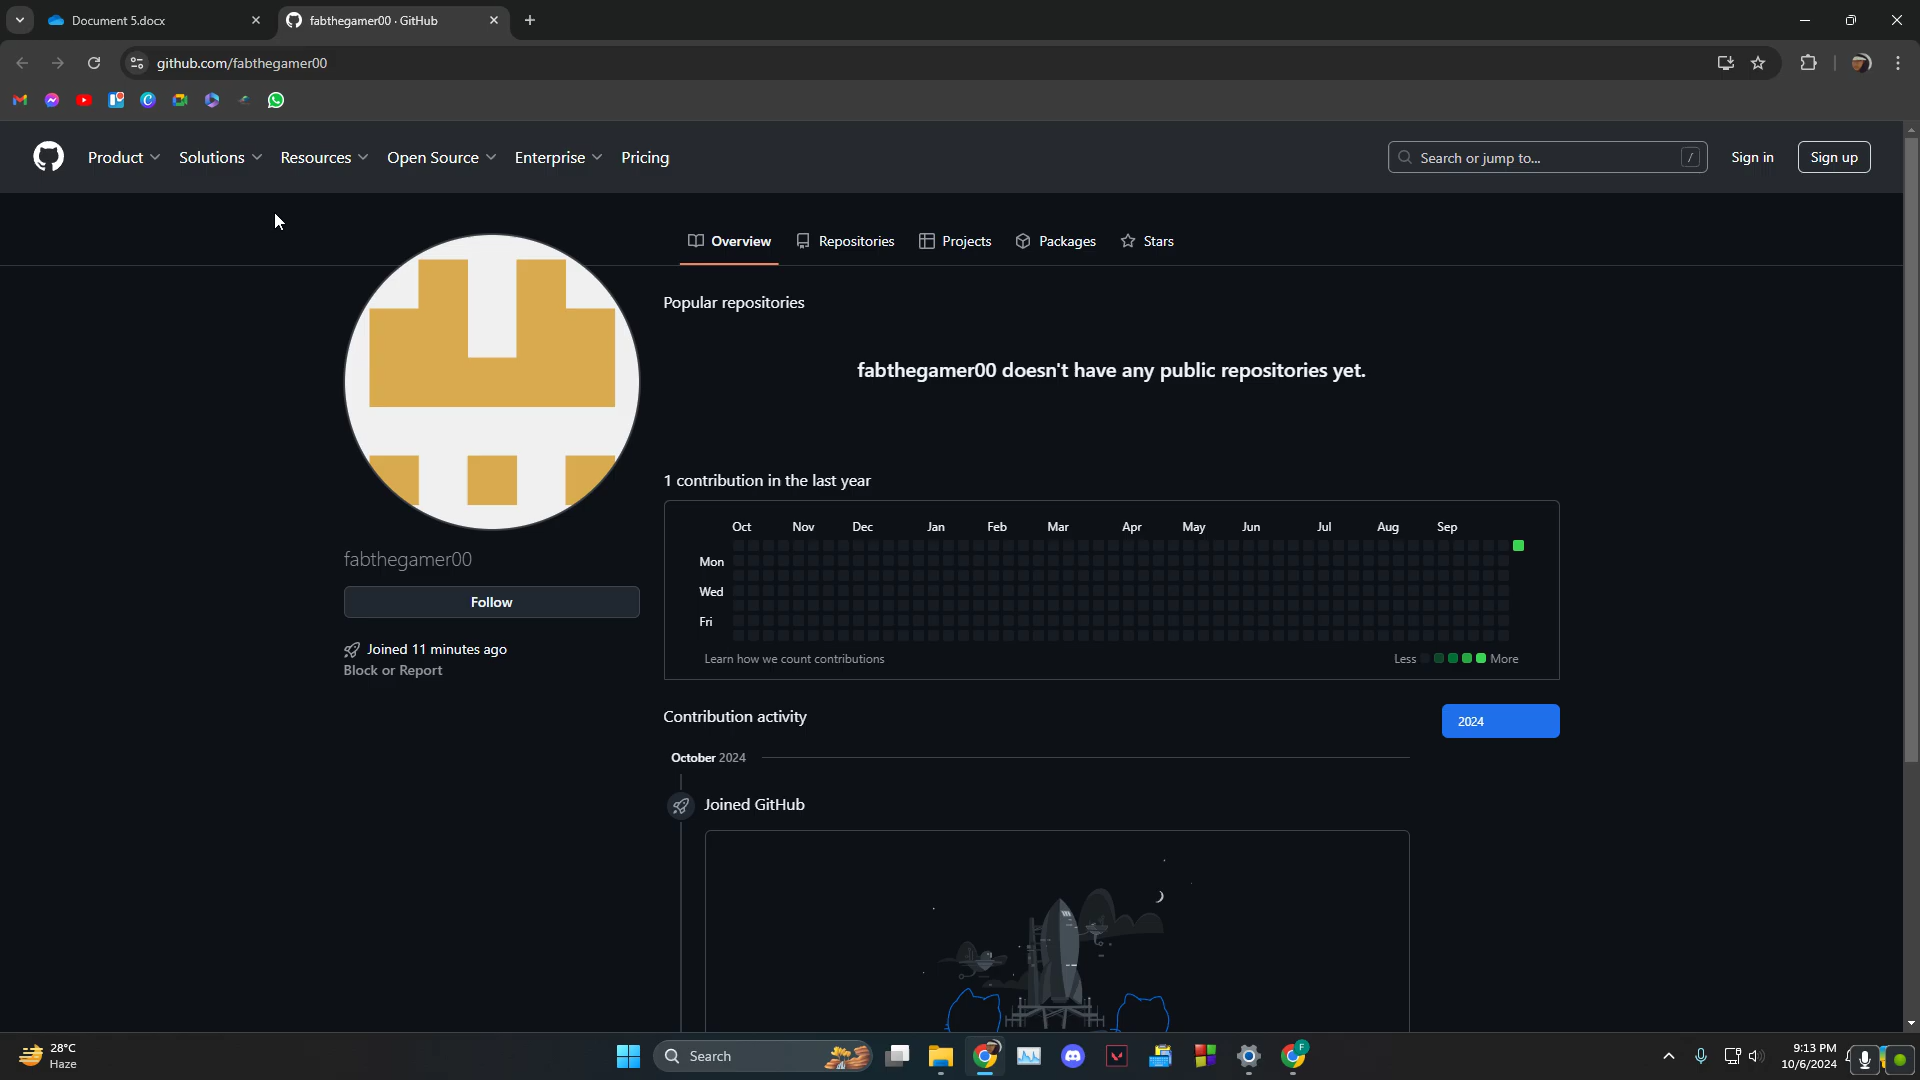 Document 5.docx
fabthegamer00 · GitHub
github.com/fabthegamer00
Product
Solutions
Resources
Open Source
Enterprise
Pricing
Search or jump to...
/
Sign in
Sign up
Overview
Repositories
Projects
Packages
Stars
Popular repositories
fabthegamer00 doesn't have any public repositories yet.
1 contribution in the last year
Oct Nov Dec Jan Feb Mar Apr May Jun Jul Aug Sep
Mon
Wed
Fri
Learn how we count contributions
Less
More
fabthegamer00
Follow
Joined 11 minutes ago
Block or Report
Contribution activity
2024
October 2024
Joined GitHub
28°C
Haze
Search
F
9:13 PM
10/6/2024